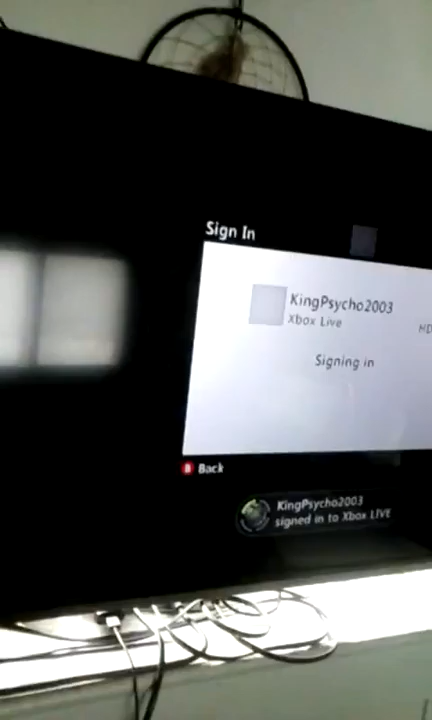 Sign In
KingPsycho2003
Xbox Live
HD
Signing in
B Back
KingPsycho2003
signed in to Xbox LIVE